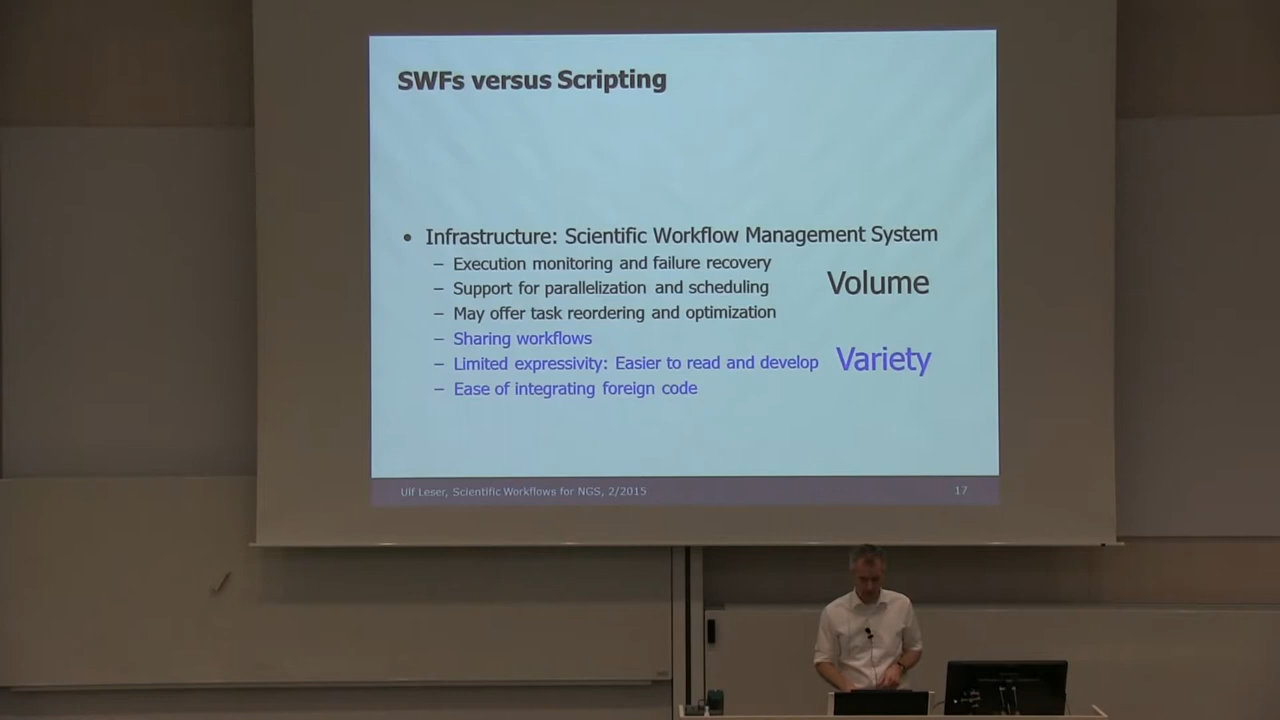 SWFs versus Scripting
• Infrastructure: Scientific Workflow Management System
– Execution monitoring and failure recovery
– Support for parallelization and scheduling
– May offer task reordering and optimization
Volume
– Sharing workflows
– Limited expressivity: Easier to read and develop
– Ease of integrating foreign code
Variety
Ulf Leser, Scientific Workflows for NGS, 2/2015
17